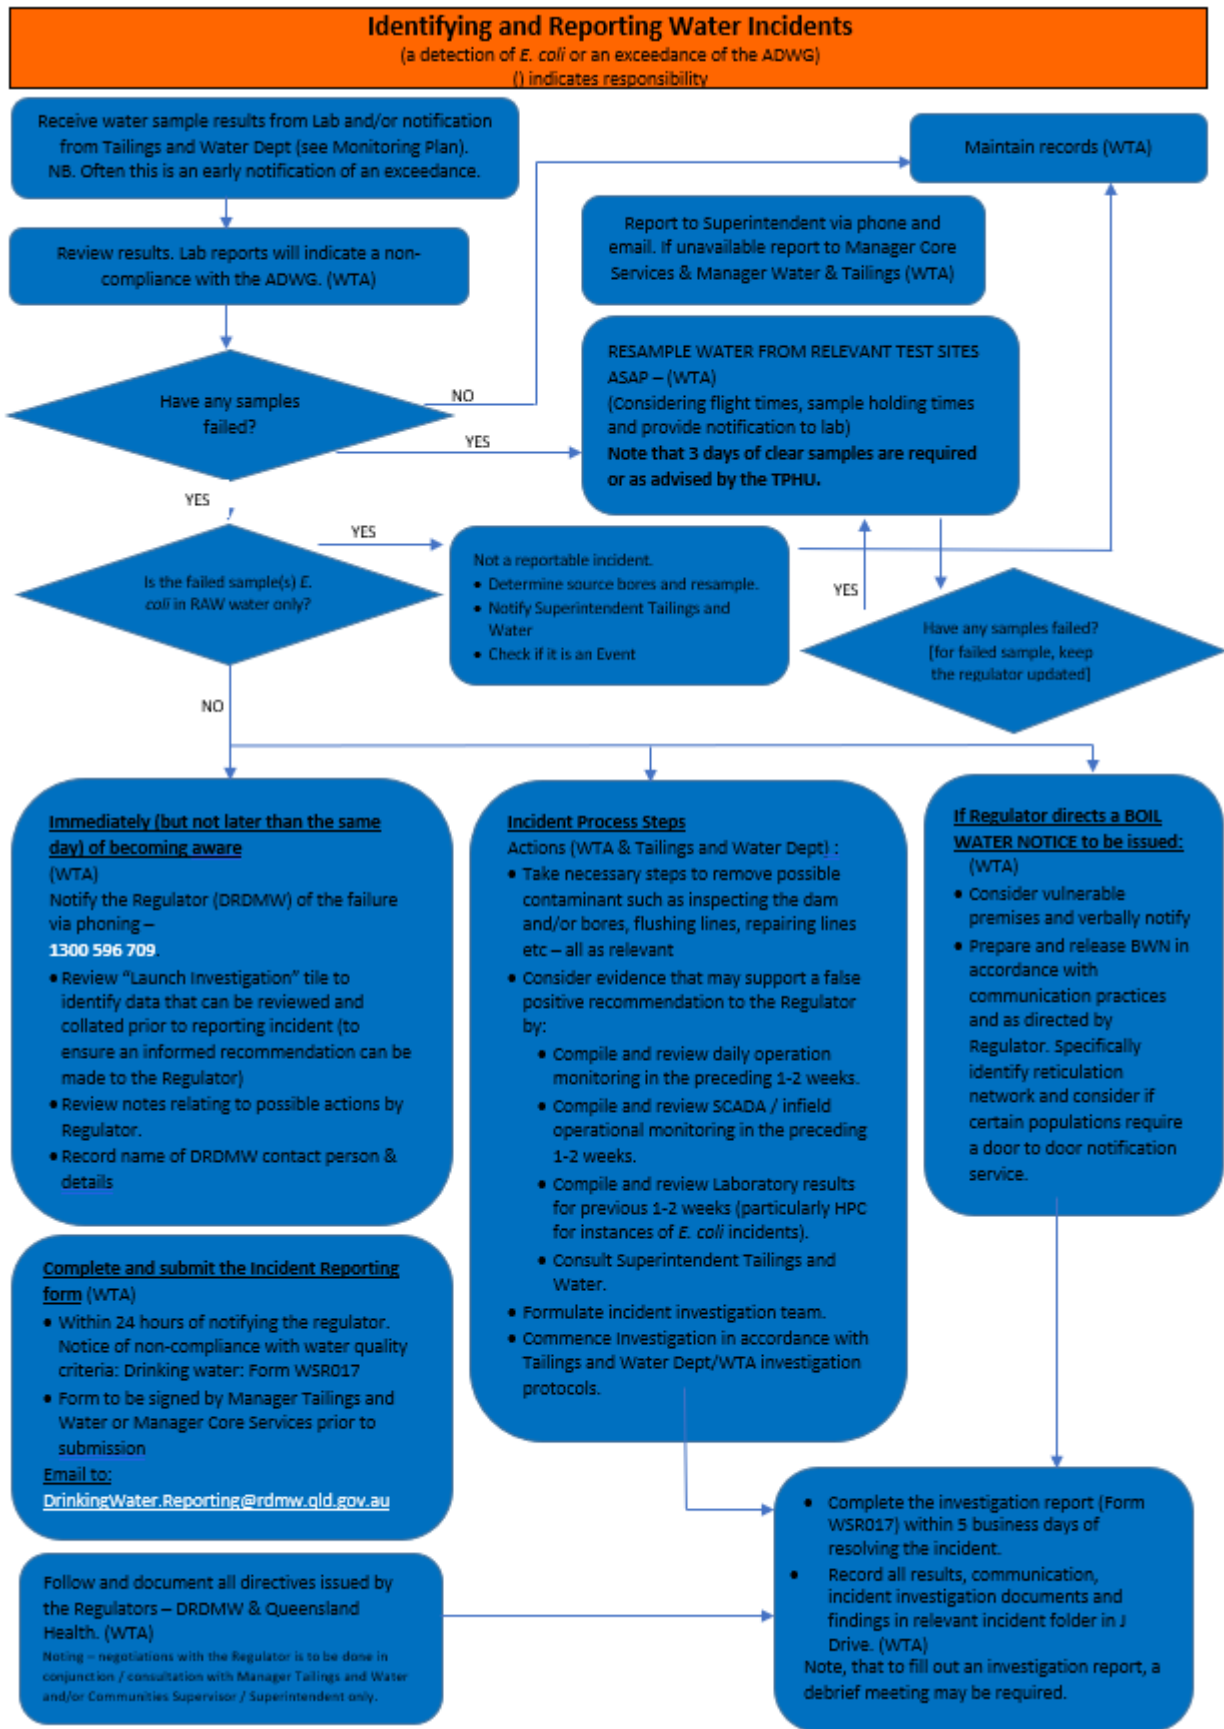 Identifying and Reporting Water Incidents
(a detection of E. coli or an exceedance of the ADWG)
() indicates responsibility
Receive water sample results from Lab and/or notification
from Tailings and Water Dept (see Monitoring Plan).
NB. Often this is an early notification of an exceedance.
Maintain records (WTA)
Report to Superintendent via phone and
email. If unavailable report to Manager Core
Services & Manager Water & Tailings (WTA)
Review results. Lab reports will indicate a non-
compliance with the ADWG. (WTA)
RESAMPLE WATER FROM RELEVANT TEST SITES
ASAP – (WTA)
(Considering flight times, sample holding times
and provide notification to lab)
Note that 3 days of clear samples are required
or as advised by the TPHU.
Have any samples
failed?
NO
YES
YES
YES
Is the failed sample(s) E.
coli in RAW water only?
Not a reportable incident.
• Determine source bores and resample.
• Notify Superintendent Tailings and
Water
• Check if it is an Event
YES
Have any samples failed?
[for failed sample, keep
the regulator updated]
NO
Immediately (but not later than the same
day) of becoming aware
(WTA)
Notify the Regulator (DRDMW) of the failure
via phoning –
1300 596 709.
• Review “Launch Investigation” tile to
identify data that can be reviewed and
collated prior to reporting incident (to
ensure an informed recommendation can be
made to the Regulator)
• Review notes relating to possible actions by
Regulator.
• Record name of DRDMW contact person &
details
Incident Process Steps
Actions (WTA & Tailings and Water Dept) :
• Take necessary steps to remove possible
contaminant such as inspecting the dam
and/or bores, flushing lines, repairing lines
etc – all as relevant
• Consider evidence that may support a false
positive recommendation to the Regulator
by:
• Compile and review daily operation
monitoring in the preceding 1-2 weeks.
• Compile and review SCADA / infield
operational monitoring in the preceding
1-2 weeks.
• Compile and review Laboratory results
for previous 1-2 weeks (particularly HPC
for instances of E. coli incidents).
• Consult Superintendent Tailings and
Water.
• Formulate incident investigation team.
• Commence Investigation in accordance with
Tailings and Water Dept/WTA investigation
protocols.
If Regulator directs a BOIL
WATER NOTICE to be issued:
(WTA)
• Consider vulnerable
premises and verbally notify
• Prepare and release BWN in
accordance with
communication practices
and as directed by
Regulator. Specifically
identify reticulation
network and consider if
certain populations require
a door to door notification
service.
Complete and submit the Incident Reporting
form (WTA)
• Within 24 hours of notifying the regulator.
Notice of non-compliance with water quality
criteria: Drinking water: Form WSR017
• Form to be signed by Manager Tailings and
Water or Manager Core Services prior to
submission
Email to:
DrinkingWater.Reporting@rdmw.qld.gov.au
Follow and document all directives issued by
the Regulators – DRDMW & Queensland
Health. (WTA)
Noting – negotiations with the Regulator is to be done in
conjunction / consultation with Manager Tailings and Water
and/or Communities Supervisor / Superintendent only.
• Complete the investigation report (Form
WSR017) within 5 business days of
resolving the incident.
• Record all results, communication,
incident investigation documents and
findings in relevant incident folder in J
Drive. (WTA)
Note, that to fill out an investigation report, a
debrief meeting may be required.